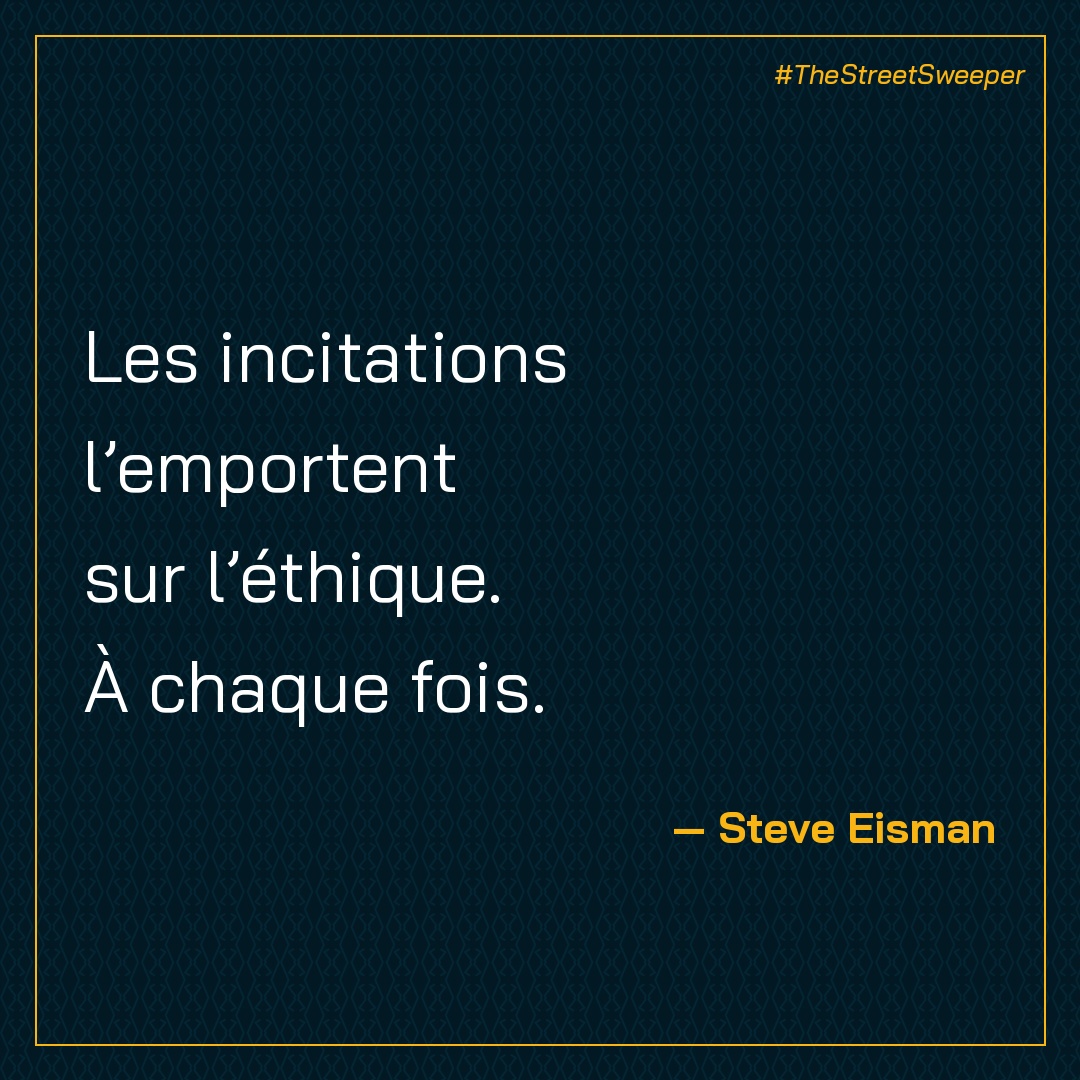 #TheStreetSweeper
Les incitations
l’emportent
sur l’éthique.
À chaque fois.
— Steve Eisman